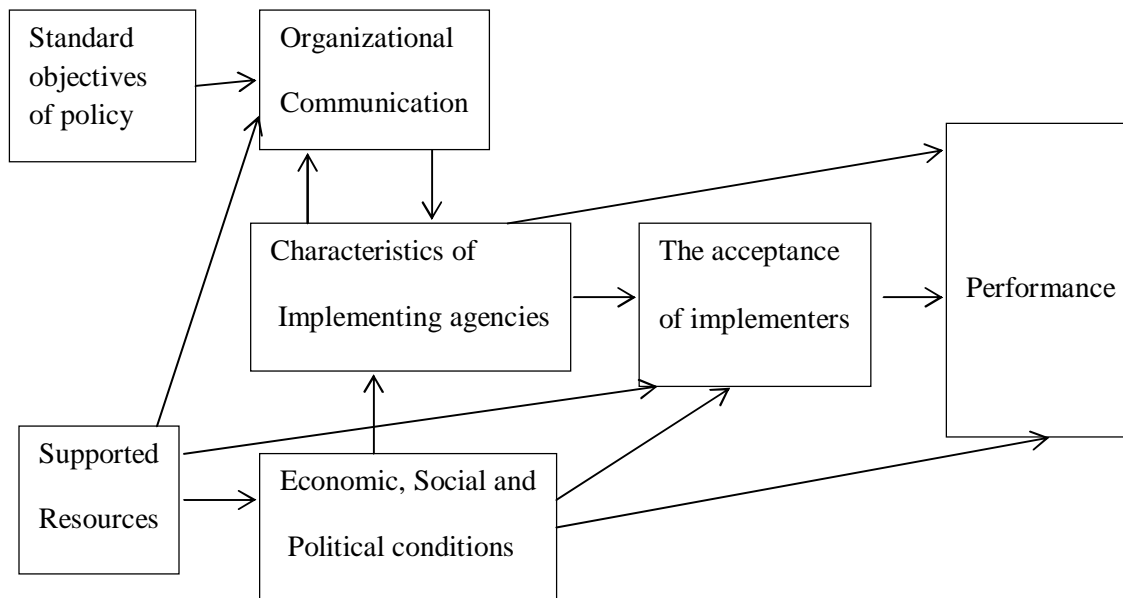 Standard
objectives
of policy
Organizational
Communication
Characteristics of
Implementing agencies
The acceptance
of implementers
Performance
Supported
Resources
Economic, Social and
Political conditions